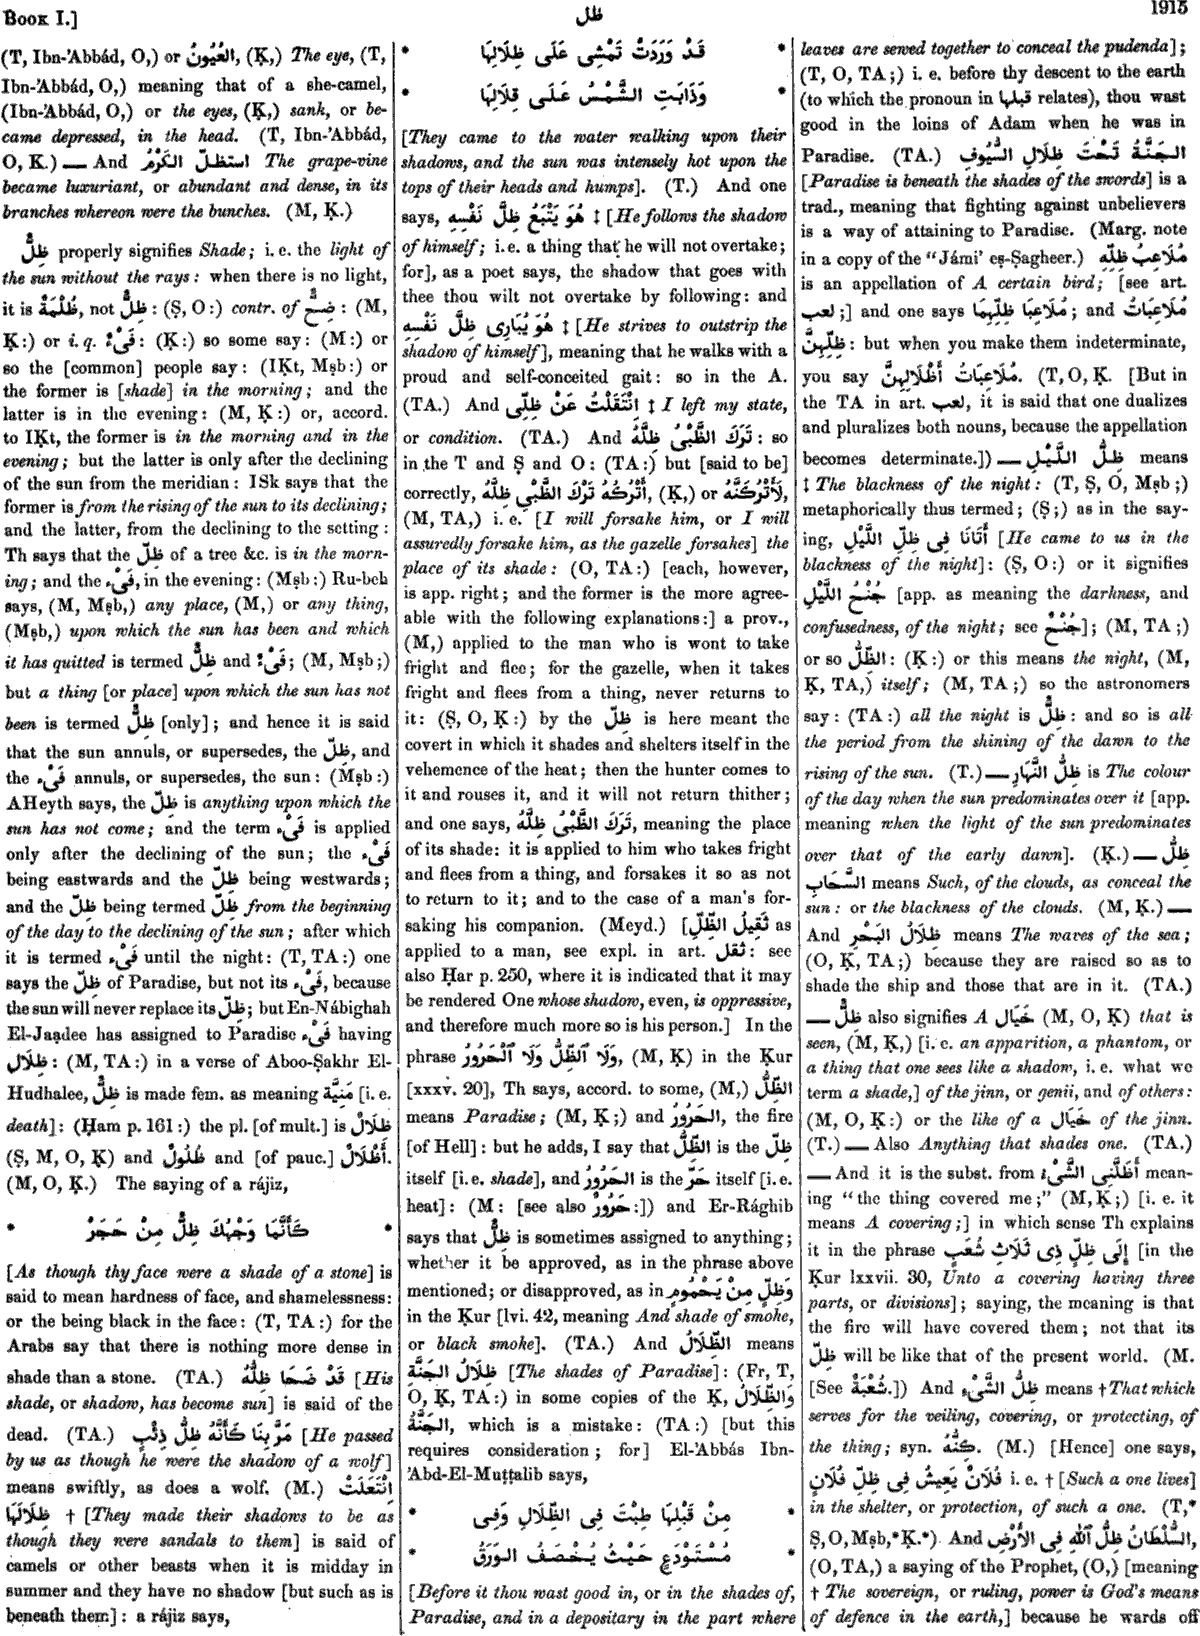 Book I.]
ظل
1915
(T, Ibn-'Abbád, O,) or العُيُونُ, (Ḳ,) The eye, (T,
Ibn-'Abbád, O,) meaning that of a she-camel,
(Ibn-'Abbád, O,) or the eyes, (Ḳ,) sank, or be-
came depressed, in the head. (T, Ibn-'Abbád,
O, K.) — And استظلّ الكَرْمُ The grape-vine
became luxuriant, or abundant and dense, in its
branches whereon were the bunches. (M, Ḳ.)
ظِلٌّ properly signifies Shade; i. e. the light of
the sun without the rays: when there is no light,
it is ظُلْمَةٌ, not ظِلٌّ: (Ṣ, O:) contr. of ضِحٌّ: (M,
Ḳ:) or i. q. فَىْءٌ: (Ḳ:) so some say: (M:) or
so the [common] people say: (IḲt, Mṣb:) or
the former is [shade] in the morning; and the
latter is in the evening: (M, Ḳ:) or, accord.
to IḲt, the former is in the morning and in the
evening; but the latter is only after the declining
of the sun from the meridian: ISk says that the
former is from the rising of the sun to its declining;
and the latter, from the declining to the setting:
Th says that the ظِلّ of a tree &c. is in the morn-
ing; and the فَىْء, in the evening: (Mṣb:) Ru-beh
says, (M, Mṣb,) any place, (M,) or any thing,
(Mṣb,) upon which the sun has been and which
it has quitted is termed ظِلٌّ and فَىْءٌ; (M, Mṣb;)
but a thing [or place] upon which the sun has not
been is termed ظِلٌّ [only]; and hence it is said
that the sun annuls, or supersedes, the ظِلّ, and
the فَىْء annuls, or supersedes, the sun: (Mṣb:)
AHeyth says, the ظِلّ is anything upon which the
sun has not come; and the term فَىْء is applied
only after the declining of the sun; the فَىْء
being eastwards and the ظِلّ being westwards;
and the ظِلّ being termed ظِلّ from the beginning
of the day to the declining of the sun; after which
it is termed فَىْء until the night: (T, TA:) one
says the ظِلّ of Paradise, but not its فَىْء, because
the sun will never replace its ظِلّ; but En-Nábighah
El-Jaạdee has assigned to Paradise فَىْء having
ظِلَال: (M, TA:) in a verse of Aboo-Ṣakhr El-
Hudhalee, ظِلٌّ is made fem. as meaning مَنِيَّة [i. e.
death]: (Ḥam p. 161:) the pl. [of mult.] is ظِلَالٌ
(Ṣ, M, O, Ḳ) and ظُلُولٌ and [of pauc.] أَظْلَالٌ.
(M, O, Ḳ.) The saying of a rájiz,
* كَأَنَّمَا وَجْهُكَ ظِلٌّ مِنْ حَجَرْ *
[As though thy face were a shade of a stone] is
said to mean hardness of face, and shamelessness:
or the being black in the face: (T, TA:) for the
Arabs say that there is nothing more dense in
shade than a stone. (TA.) قَدْ ضَحَا ظِلُّهُ [His
shade, or shadow, has become sun] is said of the
dead. (TA.) مَرَّ بِنَا كَأَنَّهُ ظِلُّ ذِئْبٍ [He passed
by us as though he were the shadow of a wolf]
means swiftly, as does a wolf. (M.) اِنْتَعَلَتْ
ظِلَالَهَا † [They made their shadows to be as
though they were sandals to them] is said of
camels or other beasts when it is midday in
summer and they have no shadow [but such as is
beneath them]: a rájiz says,
* قَدْ وَرَدَتْ تَمْشِى عَلَى ظِلَالِهَا *
* وَذَابَتِ الشَّمْسُ عَلَى قِلَالِهَا *
[They came to the water walking upon their
shadows, and the sun was intensely hot upon the
tops of their heads and humps]. (T.) And one
says, هُوَ يَتْبَعُ ظِلَّ نَفْسِهِ ‡ [He follows the shadow
of himself; i. e. a thing that he will not overtake;
for], as a poet says, the shadow that goes with
thee thou wilt not overtake by following: and
هُوَ يُبَارِى ظِلَّ نَفْسِهِ ‡ [He strives to outstrip the
shadow of himself], meaning that he walks with a
proud and self-conceited gait: so in the A.
(TA.) And اِنْتَقَلْتُ عَنْ ظِلِّى ‡ I left my state,
or condition. (TA.) And تَرَكَ الظَّبْىُ ظِلَّهُ: so
in the T and Ṣ and O: (TA:) but [said to be]
correctly, أَتْرُكُهُ تَرْكَ الظَّبْىِ ظِلَّهُ, (Ḳ,) or لَأَتْرُكَنَّهُ,
(M, TA,) i. e. [I will forsake him, or I will
assuredly forsake him, as the gazelle forsakes] the
place of its shade: (O, TA:) [each, however,
is app. right; and the former is the more agree-
able with the following explanations:] a prov.,
(M,) applied to the man who is wont to take
fright and flee; for the gazelle, when it takes
fright and flees from a thing, never returns to
it: (Ṣ, O, Ḳ:) by the ظِلّ is here meant the
covert in which it shades and shelters itself in the
vehemence of the heat; then the hunter comes to
it and rouses it, and it will not return thither;
and one says, تَرَكَ الظَّبْىُ ظِلَّهُ, meaning the place
of its shade: it is applied to him who takes fright
and flees from a thing, and forsakes it so as not
to return to it; and to the case of a man's for-
saking his companion. (Meyd.) [ثَقِيلُ الظِّلِّ as
applied to a man, see expl. in art. ثقل: see
also Ḥar p. 250, where it is indicated that it may
be rendered One whose shadow, even, is oppressive,
and therefore much more so is his person.] In the
phrase وَلَا ٱلظِّلُّ وَلَا ٱلْحَرُورُ, (M, Ḳ) in the Ḳur
[xxxv. 20], Th says, accord. to some, (M,) الظِّلُّ
means Paradise; (M, Ḳ;) and الحَرُورُ, the fire
[of Hell]: but he adds, I say that الظِّلُّ is the ظِلّ
itself [i. e. shade], and الحَرُورُ is the حَرّ itself [i. e.
heat]: (M: [see also حَرُورٌ:]) and Er-Rághib
says that ظِلٌّ is sometimes assigned to anything;
whether it be approved, as in the phrase above
mentioned; or disapproved, as in وَظِلٍّ مِنْ يَحْمُومٍ
in the Ḳur [lvi. 42, meaning And shade of smoke,
or black smoke]. (TA.) And الظِّلَالُ means
ظِلَالُ الجَنَّة [The shades of Paradise]: (Fr, T,
O, Ḳ, TA:) in some copies of the Ḳ, وَالظِّلَالُ
الجَنَّةُ, which is a mistake: (TA:) [but this
requires consideration; for] El-'Abbás Ibn-
'Abd-El-Muṭṭalib says,
* مِنْ قَبْلِهَا طِبْتَ فِى الظِّلَالِ وَفِى *
* مُسْتَوْدَعٍ حَيْثُ يُخْصَفُ الوَرَقُ *
[Before it thou wast good in, or in the shades of,
Paradise, and in a depositary in the part where
leaves are sewed together to conceal the pudenda];
(T, O, TA;) i. e. before thy descent to the earth
(to which the pronoun in قبلها relates), thou wast
good in the loins of Adam when he was in
Paradise. (TA.) الجَنَّةُ تَحْتَ ظِلَالِ السُّيُوفِ
[Paradise is beneath the shades of the swords] is a
trad., meaning that fighting against unbelievers
is a way of attaining to Paradise. (Marg. note
in a copy of the "Jámi' eṣ-Ṣagheer.) مُلَاعِبُ ظِلِّهِ
is an appellation of A certain bird; [see art.
لعب;] and one says مُلَاعِبَا ظِلِّهِمَا; and مُلَاعِبَاتُ
ظِلِّهِنَّ: but when you make them indeterminate,
you say مُلَاعِبَاتُ أَظْلَالِهِنَّ. (T, O, Ḳ. [But in
the TA in art. لعب, it is said that one dualizes
and pluralizes both nouns, because the appellation
becomes determinate.]) — ظِلُّ اللَّيْلِ means
‡ The blackness of the night: (T, Ṣ, O, Mṣb;)
metaphorically thus termed; (Ṣ;) as in the say-
ing, أَتَانَا فِى ظِلِّ اللَّيْلِ [He came to us in the
blackness of the night]: (Ṣ, O:) or it signifies
جُنْحُ اللَّيْلِ [app. as meaning the darkness, and
confusedness, of the night; see جُنْحٌ]; (M, TA;)
or so الظِّلُّ: (Ḳ:) or this means the night, (M,
Ḳ, TA,) itself; (M, TA;) so the astronomers
say: (TA:) all the night is ظِلٌّ: and so is all
the period from the shining of the dawn to the
rising of the sun. (T.) — ظِلُّ النَّهَارِ is The colour
of the day when the sun predominates over it [app.
meaning when the light of the sun predominates
over that of the early dawn]. (Ḳ.) — ظِلُّ
السَّحَابِ means Such, of the clouds, as conceal the
sun: or the blackness of the clouds. (M, Ḳ.) —
And ظِلَالُ البَحْرِ means The waves of the sea;
(O, Ḳ, TA;) because they are raised so as to
shade the ship and those that are in it. (TA.)
— ظِلٌّ also signifies A خَيَال (M, O, Ḳ) that is
seen, (M, Ḳ,) [i. e. an apparition, a phantom, or
a thing that one sees like a shadow, i. e. what we
term a shade,] of the jinn, or genii, and of others:
(M, O, Ḳ:) or the like of a خَيَال of the jinn.
(T.) — Also Anything that shades one. (TA.)
— And it is the subst. from أَظَلَّنِى الشَّىْءُ mean-
ing "the thing covered me;" (M, Ḳ;) [i. e. it
means A covering;] in which sense Th explains
it in the phrase إِلَى ظِلٍّ ذِى ثَلَاثِ شُعَبٍ [in the
Ḳur lxxvii. 30, Unto a covering having three
parts, or divisions]; saying, the meaning is that
the fire will have covered them; not that its
ظِلّ will be like that of the present world. (M.
[See شُعْبَةٌ.]) And ظِلُّ الشَّىْءِ means † That which
serves for the veiling, covering, or protecting, of
the thing; syn. كِنُّهُ. (M.) [Hence] one says,
فُلَانٌ يَعِيشُ فِى ظِلِّ فُلَانٍ i. e. † [Such a one lives]
in the shelter, or protection, of such a one. (T,*
Ṣ, O, Mṣb,* Ḳ.*) And السُّلْطَانُ ظِلُّ ٱللّٰهِ فِى الأَرْضِ,
(O, TA,) a saying of the Prophet, (O,) [meaning
† The sovereign, or ruling, power is God's means
of defence in the earth,] because he wards off